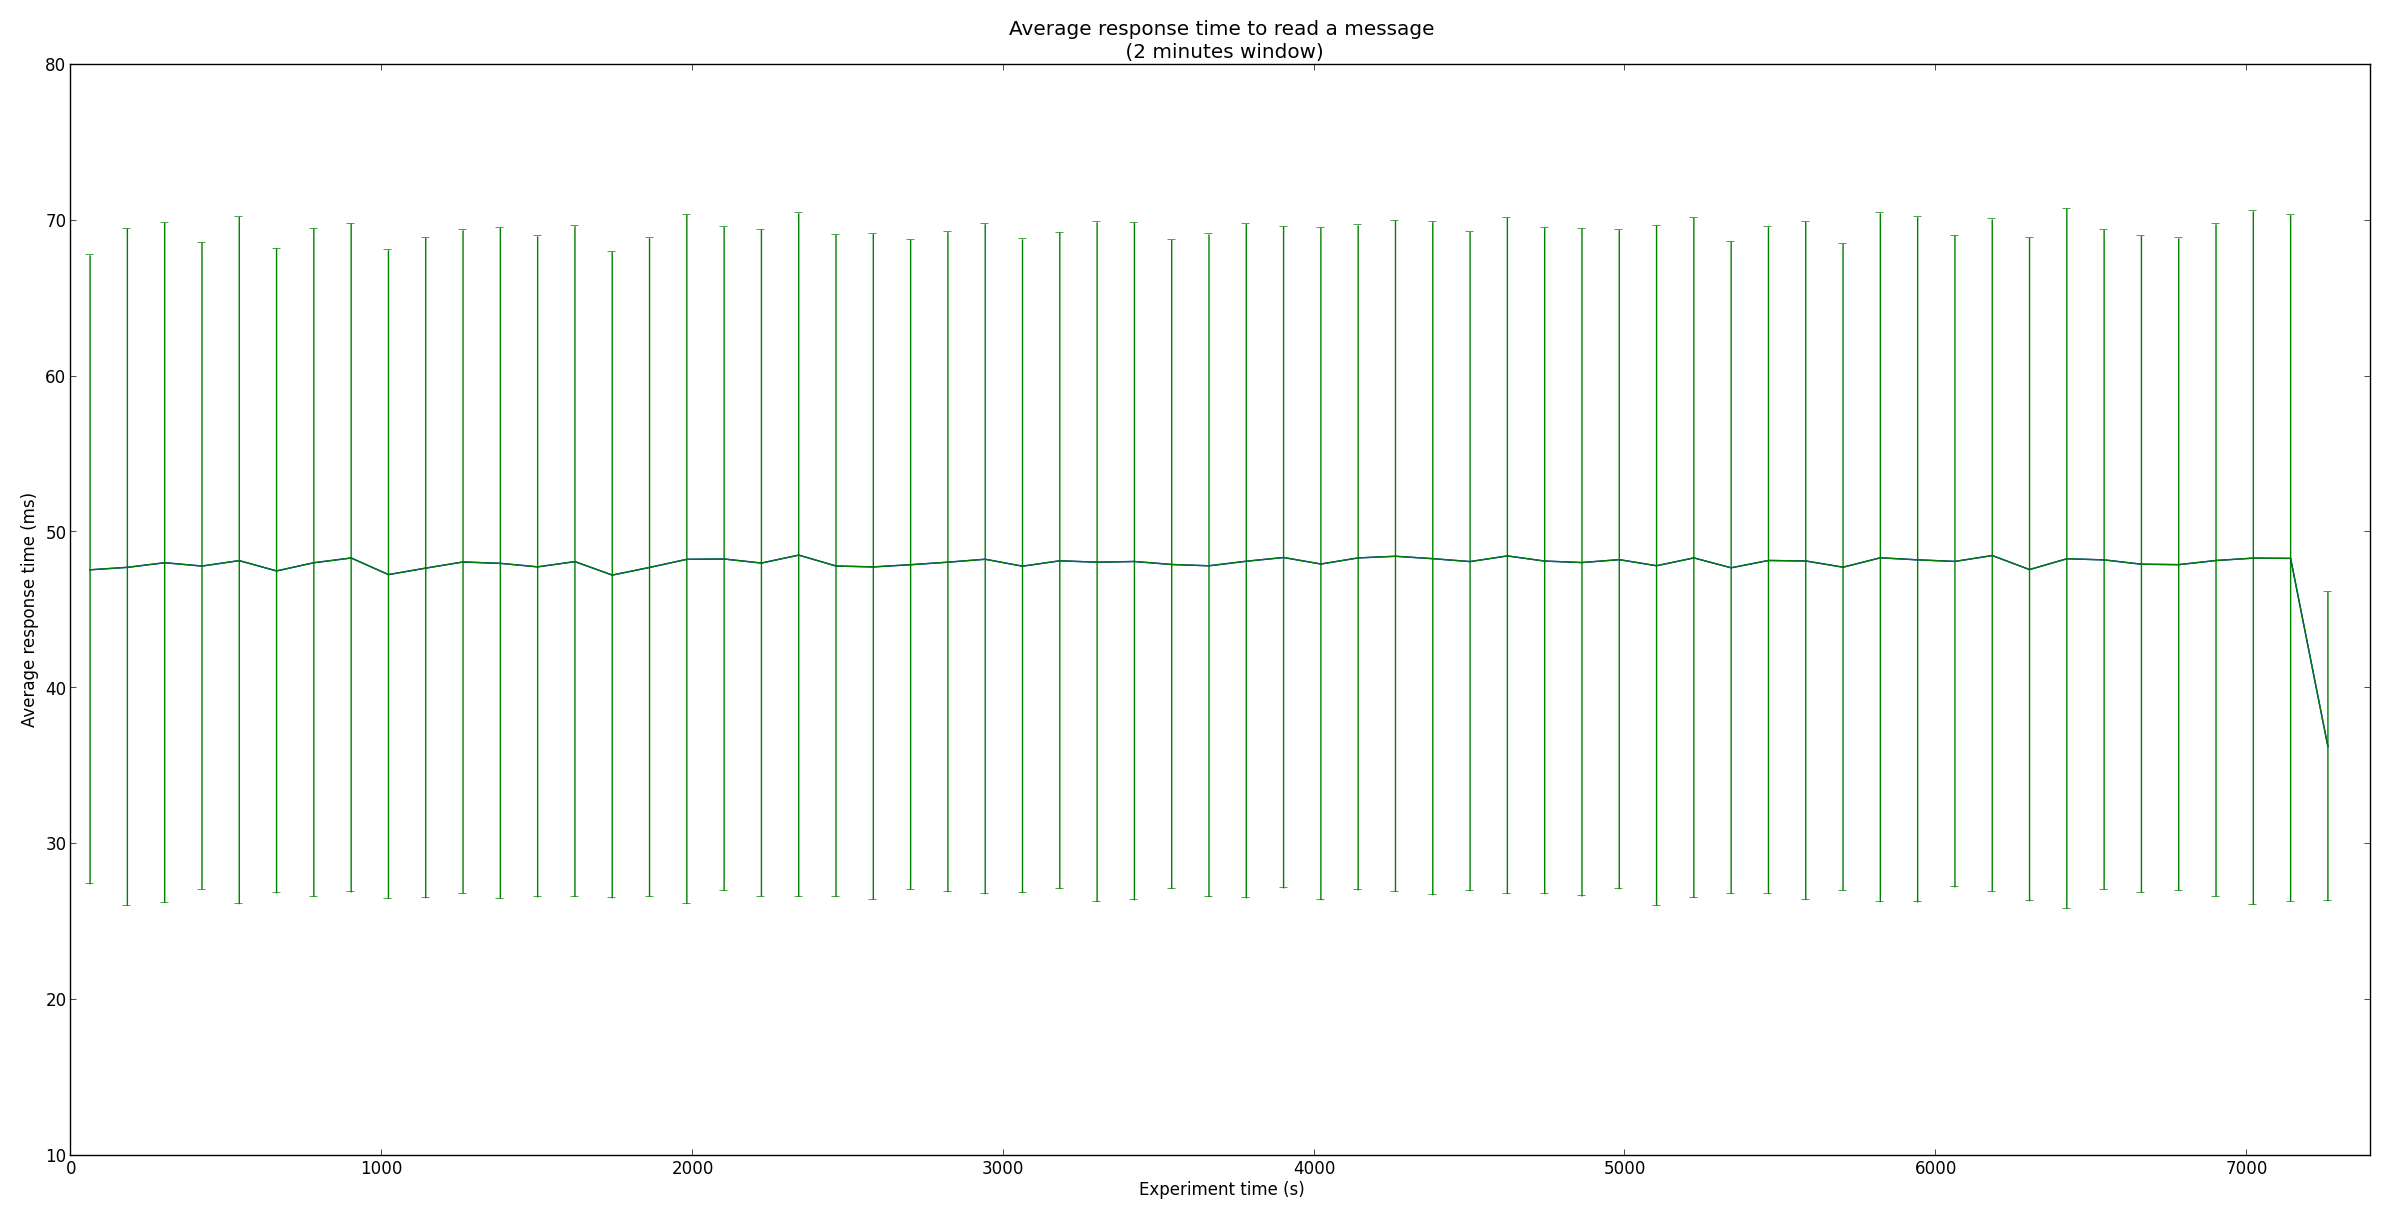 Average response time to read a message
(2 minutes window)
80
70
60
50
40
30
20
10
Average response time (ms)
0 1000 2000 3000 4000 5000 6000 7000
Experiment time (s)